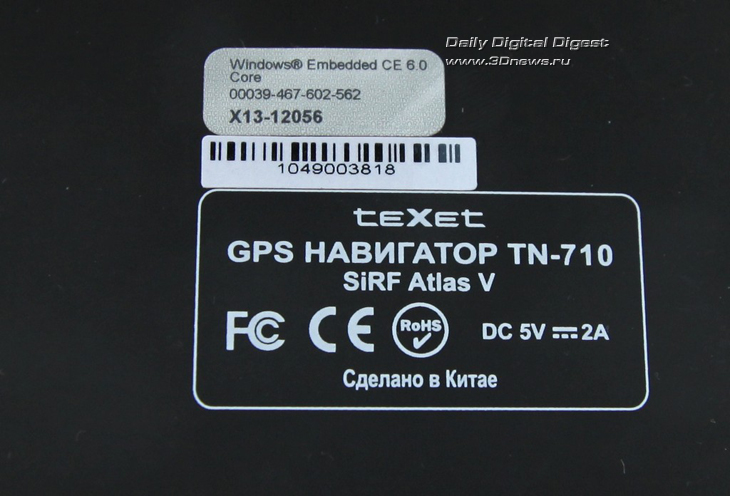 Daily Digital Digest
www.3Dnews.ru
Windows® Embedded CE 6.0
Core
00039-467-602-562
X13-12056
1049003818
teXet
GPS НАВИГАТОР TN-710
SiRF Atlas V
FC CE RoHS DC 5V 2A
Сделано в Китае